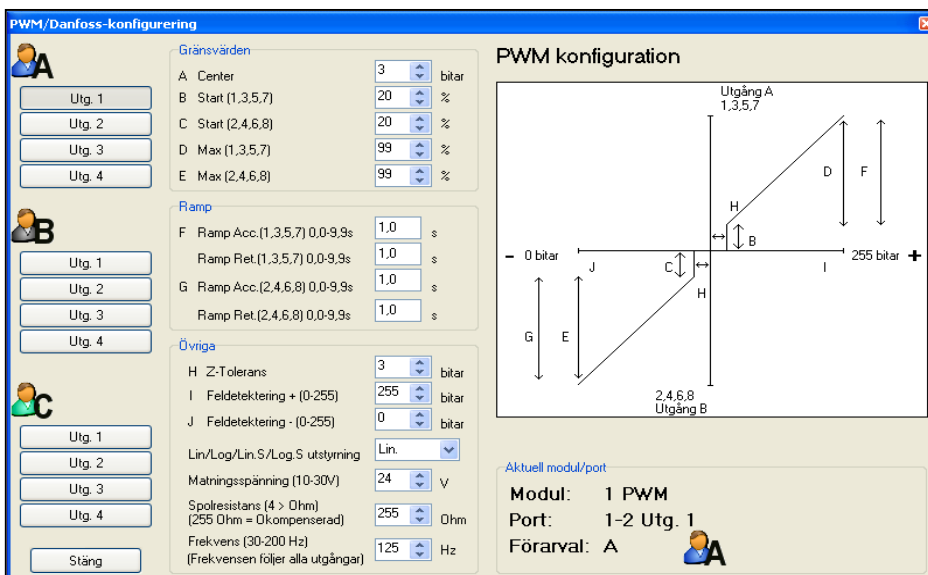 PWM/Danfoss-konfigurering
A
Utg. 1
Utg. 2
Utg. 3
Utg. 4
B
Utg. 1
Utg. 2
Utg. 3
Utg. 4
C
Utg. 1
Utg. 2
Utg. 3
Utg. 4
Stäng
Gränsvärden
A Center 3 bitar
B Start (1,3,5,7) 20 %
C Start (2,4,6,8) 20 %
D Max (1,3,5,7) 99 %
E Max (2,4,6,8) 99 %
Ramp
F Ramp Acc.(1,3,5,7) 0,0-9,9s 1,0 s
Ramp Ret.(1,3,5,7) 0,0-9,9s 1,0 s
G Ramp Acc.(2,4,6,8) 0,0-9,9s 1,0 s
Ramp Ret.(2,4,6,8) 0,0-9,9s 1,0 s
Övriga
H Z-Tolerans 3 bitar
I Feldetektering + (0-255) 255 bitar
J Feldetektering - (0-255) 0 bitar
Lin/Log/Lin.S/Log.S utstyrning Lin.
Matningsspänning (10-30V) 24 V
Spolresistans (4 > Ohm)
(255 Ohm = Okompenserad) 255 Ohm
Frekvens (30-200 Hz)
(Frekvensen följer alla utgångar) 125 Hz
PWM konfiguration
Utgång A
1,3,5,7
D F
H
B
- 0 bitar J C I 255 bitar +
H
G E
2,4,6,8
Utgång B
Aktuell modul/port
Modul: 1 PWM
Port: 1-2 Utg. 1
Förarval: A A